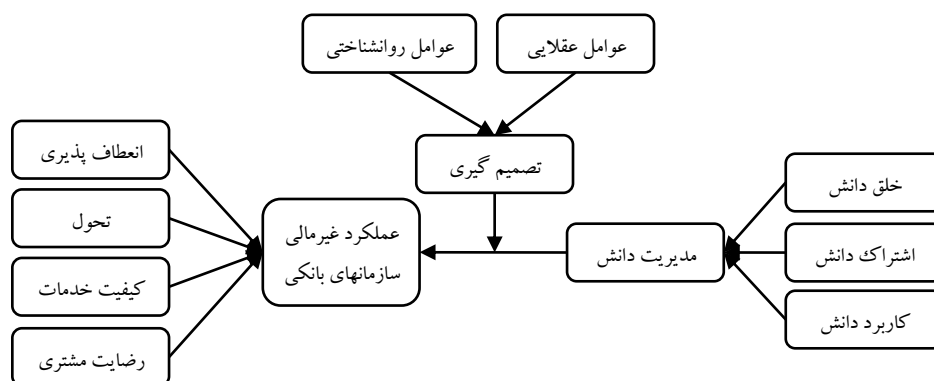 عوامل عقلایی
عوامل روانشناختی
تصمیم گیری
خلق دانش
اشتراک دانش
کاربرد دانش
مدیریت دانش
عملکرد غیرمالی
سازمانهای بانکی
انعطاف پذیری
تحول
کیفیت خدمات
رضایت مشتری